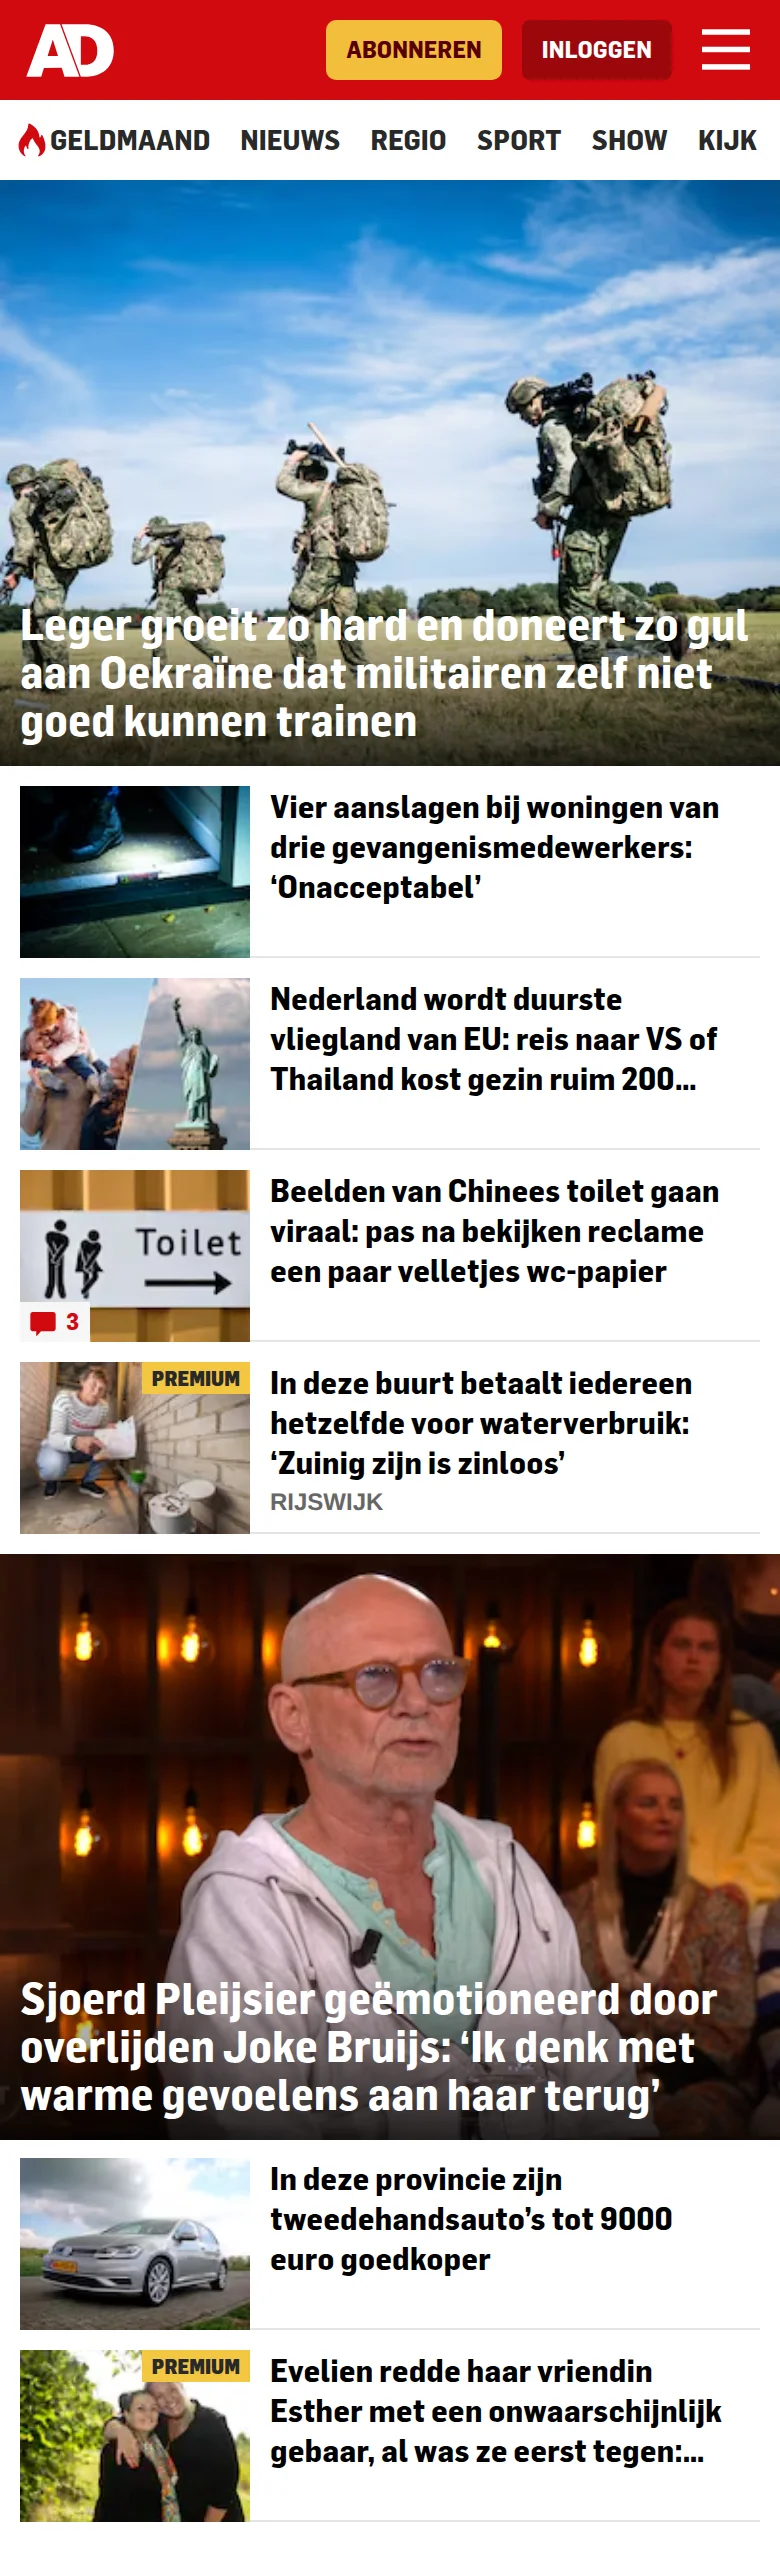 AD
ABONNEREN
INLOGGEN
GELDMAAND NIEUWS REGIO SPORT SHOW KIJK
Leger groeit zo hard en doneert zo gul
aan Oekraïne dat militairen zelf niet
goed kunnen trainen
Vier aanslagen bij woningen van
drie gevangenismedewerkers:
‘Onacceptabel’
Nederland wordt duurste
vliegland van EU: reis naar VS of
Thailand kost gezin ruim 200...
Toilet
3
Beelden van Chinees toilet gaan
viraal: pas na bekijken reclame
een paar velletjes wc-papier
PREMIUM
In deze buurt betaalt iedereen
hetzelfde voor waterverbruik:
‘Zuinig zijn is zinloos’
RIJSWIJK
Sjoerd Pleijsier geëmotioneerd door
overlijden Joke Bruijs: ‘Ik denk met
warme gevoelens aan haar terug’
In deze provincie zijn
tweedehandsauto’s tot 9000
euro goedkoper
PREMIUM
Evelien redde haar vriendin
Esther met een onwaarschijnlijk
gebaar, al was ze eerst tegen:...